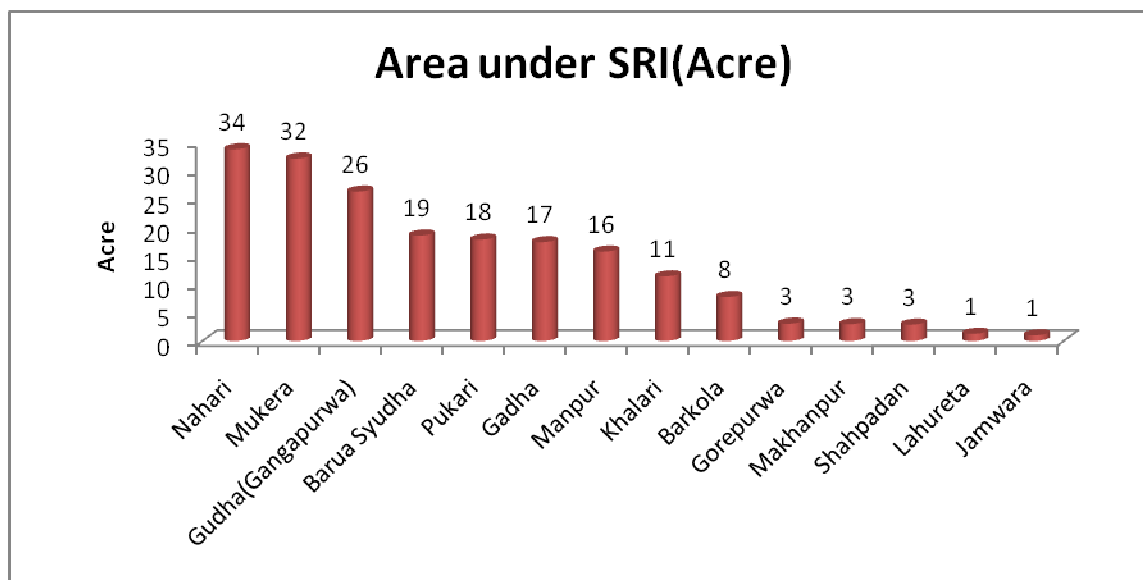 Area under SRI(Acre)
Acre
35
30
25
20
15
10
5
0
34
32
26
19
18
17
16
11
8
3
3
3
1
1
Nahari
Mukera
Gudha(Gangapurwa)
Barua Syudha
Pukari
Gadha
Manpur
Khalari
Barkola
Gorepurwa
Makhanpur
Shahpadan
Lahureta
Jamwara